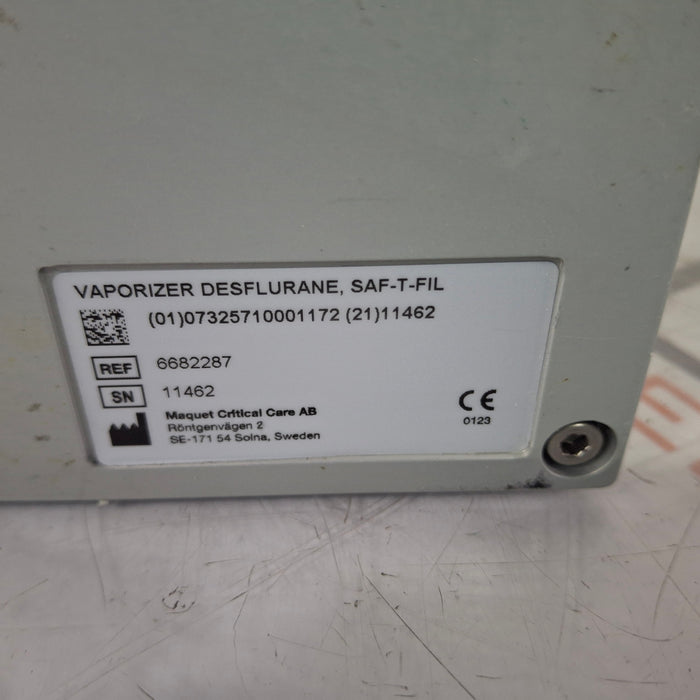 VAPORIZER DESFLURANE, SAF-T-FIL
(01)07325710001172 (21)11462
REF 6682287
SN 11462
Maquet Critical Care AB
Röntgenvägen 2
SE-171 54 Solna, Sweden
CE
0123